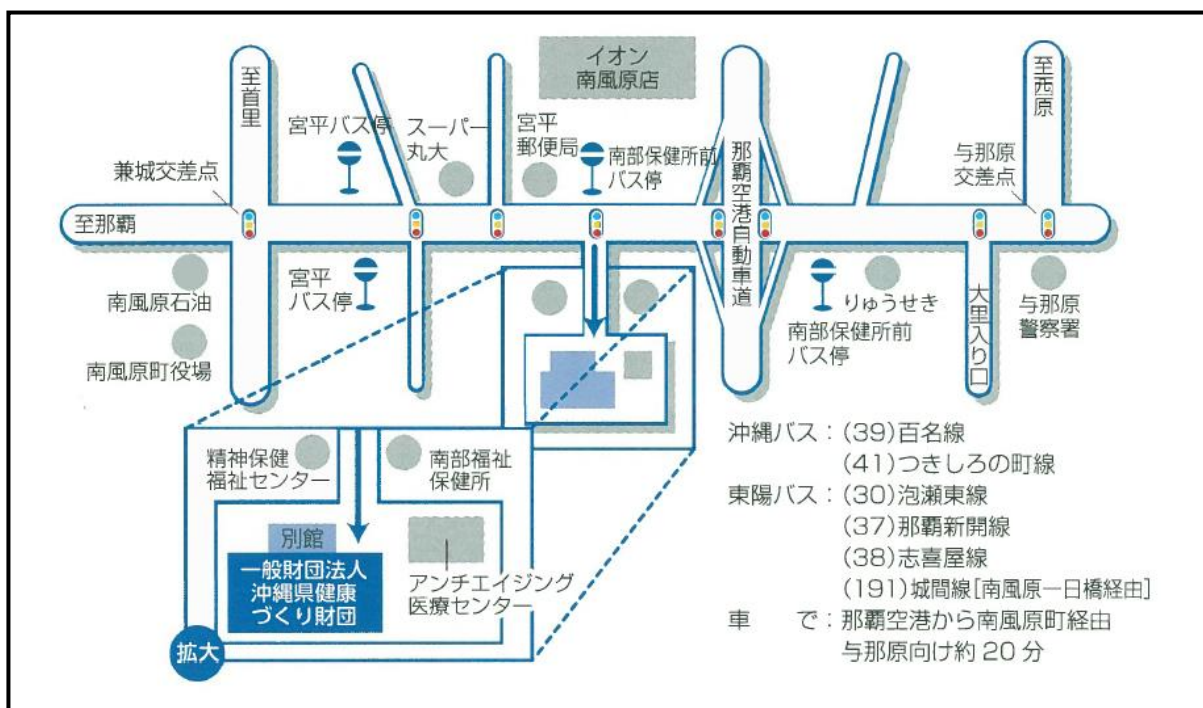 イオン
南風原店
至首里
宮平バス停
スーパー
丸大
宮平
郵便局
南部保健所前
バス停
那覇空港自動車道
至西原
与那原
交差点
兼城交差点
至那覇
南風原石油
南風原町役場
宮平
バス停
りゅうせき
南部保健所前
バス停
大里入り口
与那原
警察署
精神保健
福祉センター
南部福祉
保健所
別館
一般財団法人
沖縄県健康
づくり財団
アンチエイジング
医療センター
拡大
沖縄バス：(39)百名線
(41)つきしろの町線
東陽バス：(30)泡瀬東線
(37)那覇新開線
(38)志喜屋線
(191)城間線[南風原一日橋経由]
車　　で：那覇空港から南風原町経由
与那原向け約20分